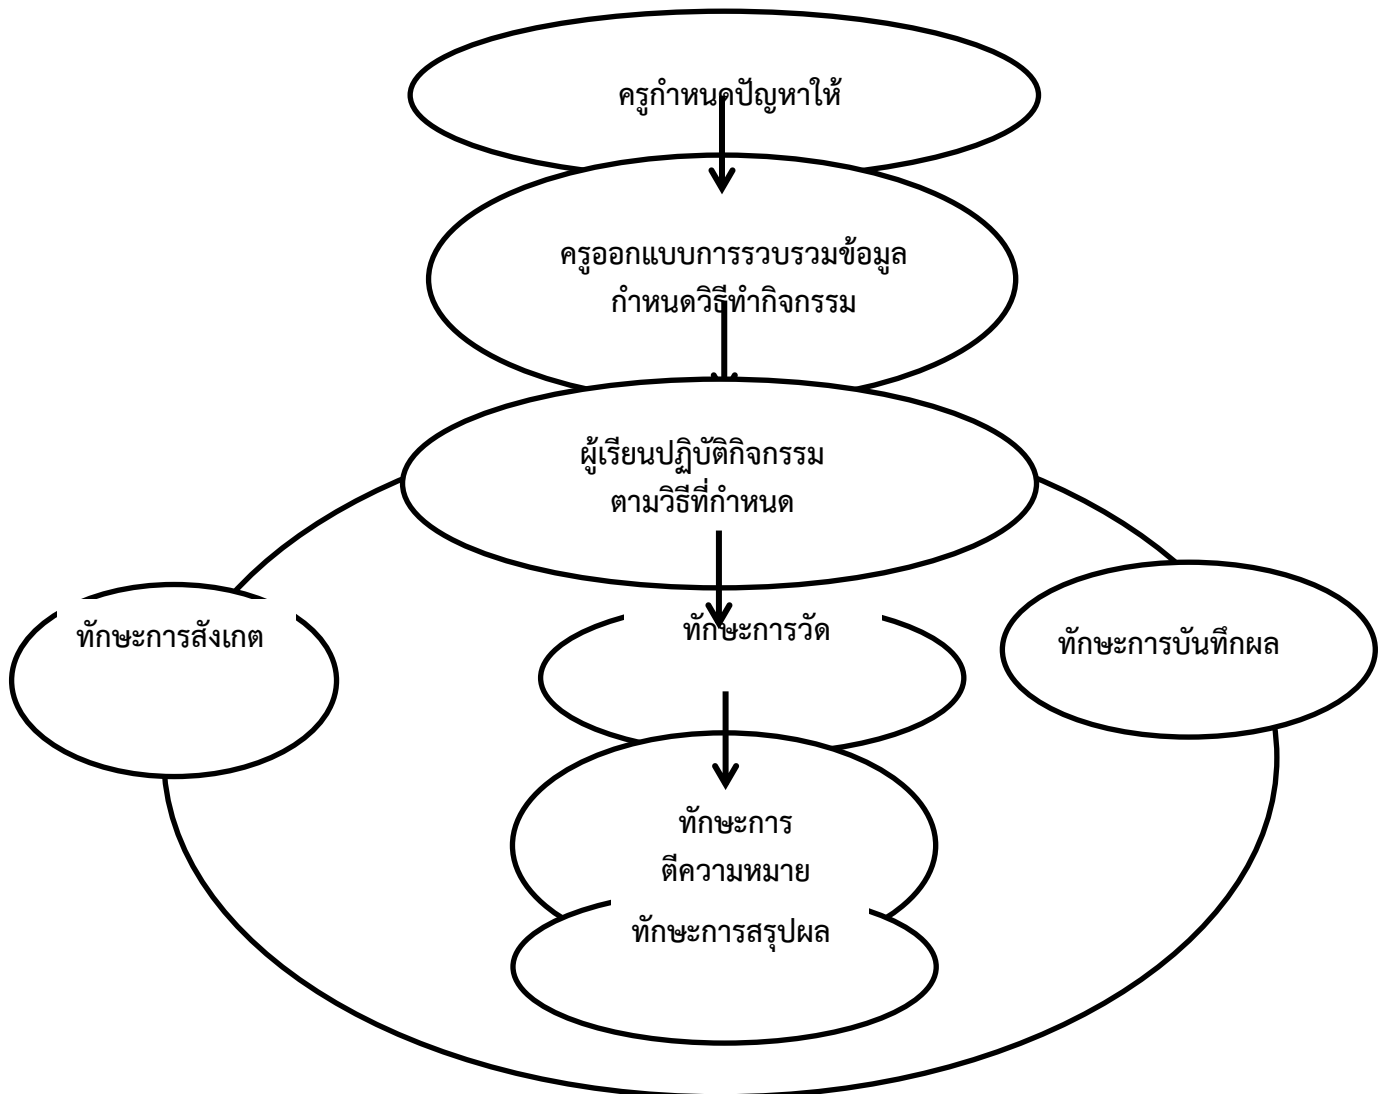 ครูกำหนดปัญหาให้
ครูออกแบบการรวบรวมข้อมูล
กำหนดวิธีทำกิจกรรม
ผู้เรียนปฏิบัติกิจกรรม
ตามวิธีที่กำหนด
ทักษะการสังเกต
ทักษะการวัด
ทักษะการบันทึกผล
ทักษะการ
ตีความหมาย
ทักษะการสรุปผล